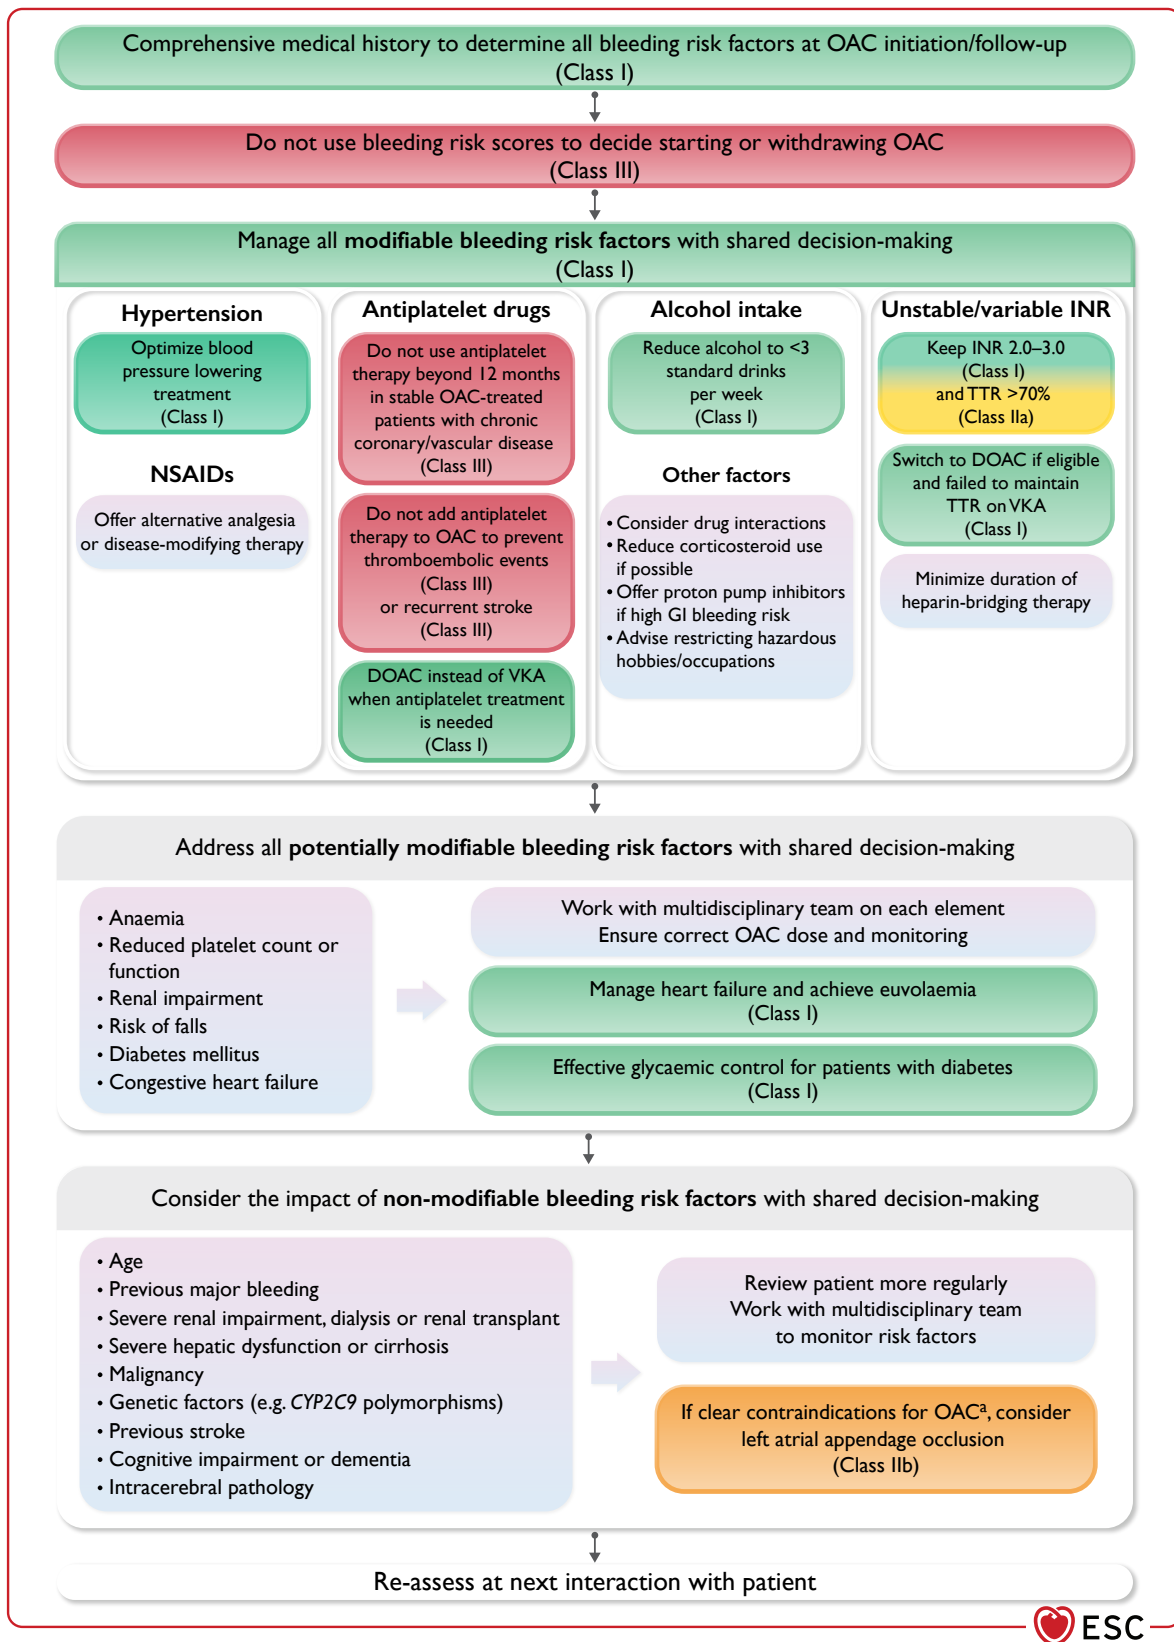 Comprehensive medical history to determine all bleeding risk factors at OAC initiation/follow-up
(Class I)
Do not use bleeding risk scores to decide starting or withdrawing OAC
(Class III)
Manage all modifiable bleeding risk factors with shared decision-making
(Class I)
Hypertension
Optimize blood
pressure lowering
treatment
(Class I)
NSAIDs
Offer alternative analgesia
or disease-modifying therapy
Antiplatelet drugs
Do not use antiplatelet
therapy beyond 12 months
in stable OAC-treated
patients with chronic
coronary/vascular disease
(Class III)
Do not add antiplatelet
therapy to OAC to prevent
thromboembolic events
(Class III)
or recurrent stroke
(Class III)
DOAC instead of VKA
when antiplatelet treatment
is needed
(Class I)
Alcohol intake
Reduce alcohol to <3
standard drinks
per week
(Class I)
Other factors
• Consider drug interactions
• Reduce corticosteroid use
if possible
• Offer proton pump inhibitors
if high GI bleeding risk
• Advise restricting hazardous
hobbies/occupations
Unstable/variable INR
Keep INR 2.0–3.0
(Class I)
and TTR >70%
(Class IIa)
Switch to DOAC if eligible
and failed to maintain
TTR on VKA
(Class I)
Minimize duration of
heparin-bridging therapy
Address all potentially modifiable bleeding risk factors with shared decision-making
• Anaemia
• Reduced platelet count or
function
• Renal impairment
• Risk of falls
• Diabetes mellitus
• Congestive heart failure
Work with multidisciplinary team on each element
Ensure correct OAC dose and monitoring
Manage heart failure and achieve euvolaemia
(Class I)
Effective glycaemic control for patients with diabetes
(Class I)
Consider the impact of non-modifiable bleeding risk factors with shared decision-making
• Age
• Previous major bleeding
• Severe renal impairment, dialysis or renal transplant
• Severe hepatic dysfunction or cirrhosis
• Malignancy
• Genetic factors (e.g. CYP2C9 polymorphisms)
• Previous stroke
• Cognitive impairment or dementia
• Intracerebral pathology
Review patient more regularly
Work with multidisciplinary team
to monitor risk factors
If clear contraindications for OACᵃ, consider
left atrial appendage occlusion
(Class IIb)
Re-assess at next interaction with patient
ESC